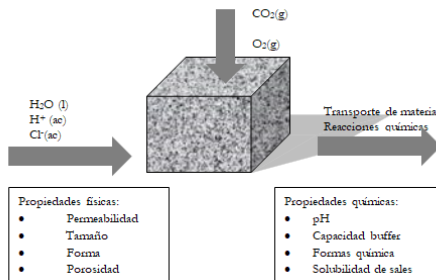 CO2(g)
O2(g)
H2O (l)
H+ (ac)
Cl-(ac)
Transporte de materia
Reacciones químicas
Propiedades físicas:
• Permeabilidad
• Tamaño
• Forma
• Porosidad
Propiedades químicas:
• pH
• Capacidad buffer
• Formas química
• Solubilidad de sales